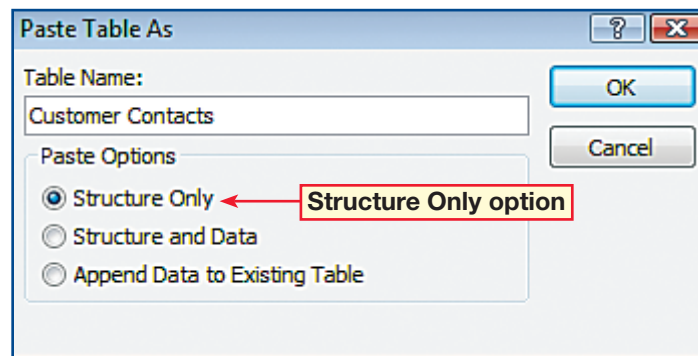 Paste Table As
?
Table Name:
Customer Contacts
OK
Cancel
Paste Options
Structure Only
Structure Only option
Structure and Data
Append Data to Existing Table